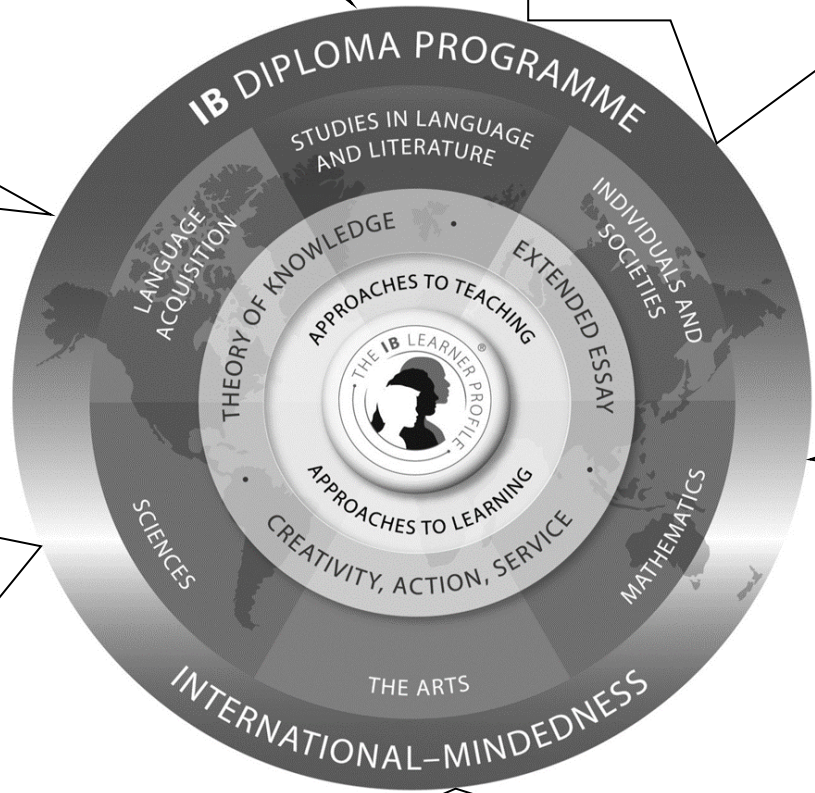 IB DIPLOMA PROGRAMME
STUDIES IN LANGUAGE
AND LITERATURE
LANGUAGE
ACQUISITION
INDIVIDUALS AND
SOCIETIES
THEORY OF KNOWLEDGE
EXTENDED ESSAY
APPROACHES TO TEACHING
THE IB LEARNER PROFILE
®
APPROACHES TO LEARNING
CREATIVITY, ACTION, SERVICE
SCIENCES
MATHEMATICS
THE ARTS
INTERNATIONAL–MINDEDNESS